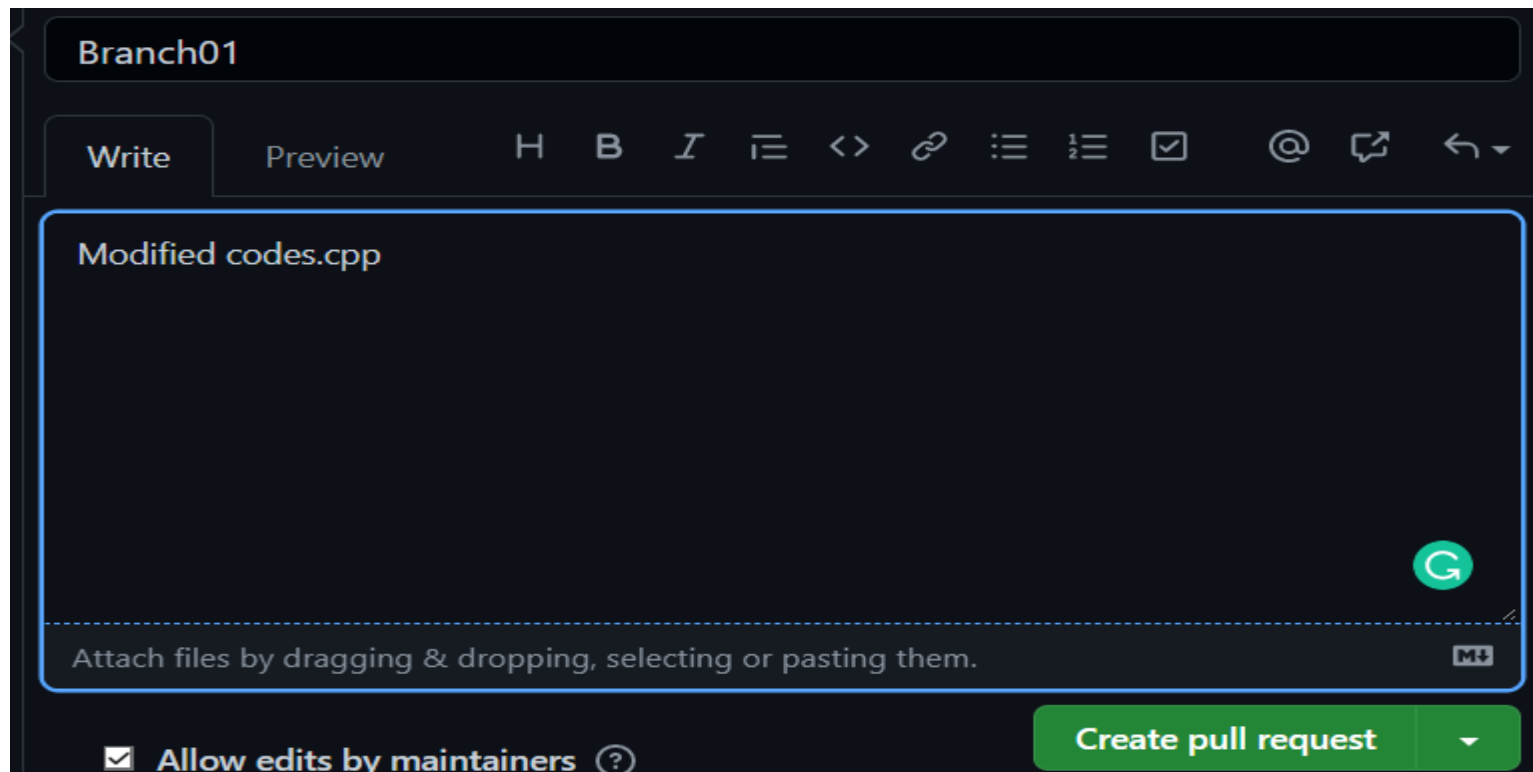 Branch01
Write Preview H B I <>
Modified codes.cpp
Attach files by dragging & dropping, selecting or pasting them.
Allow edits by maintainers ? Create pull request